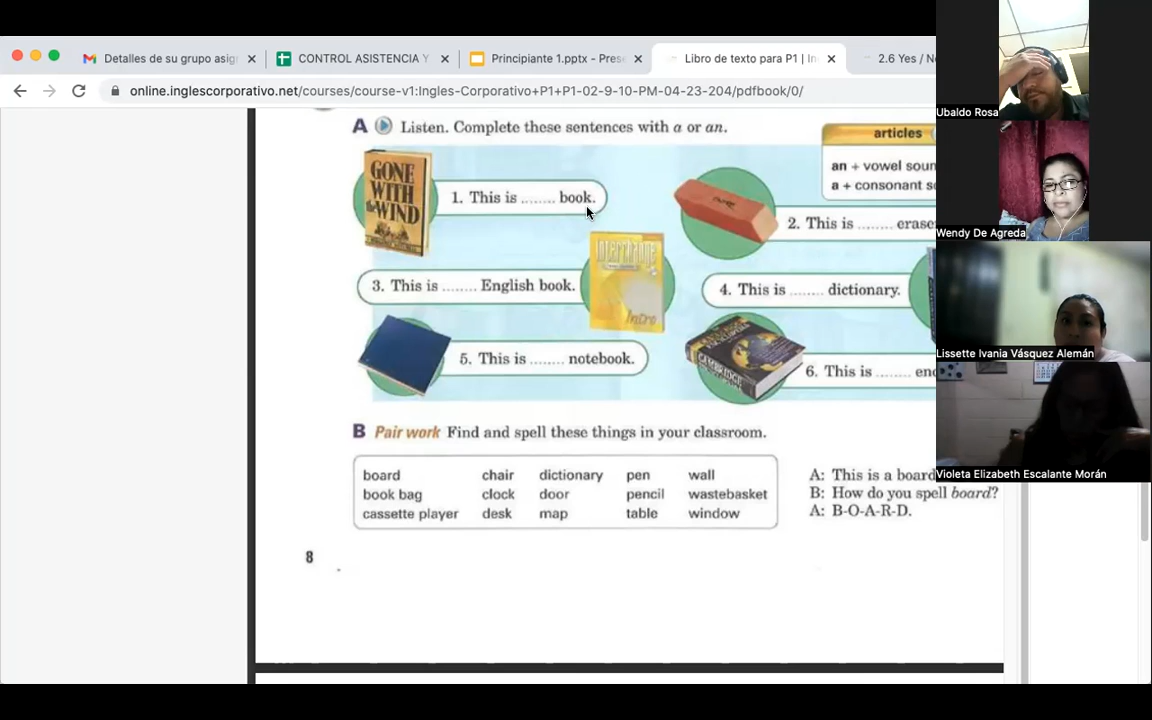 Detalles de su grupo asig
CONTROL ASISTENCIA Y
Principiante 1.pptx - Pres
Libro de texto para P1 | In
2.6 Yes / No
online.inglescorporativo.net/courses/course-v1:Ingles-Corporativo+P1+P1-02-9-10-PM-04-23-204/pdfbook/0/
A Listen. Complete these sentences with a or an.
articles
an + vowel soun
a + consonant s
GONE
WITH
the WIND
1. This is ........ book.
2. This is ........ erase
Interchange
Intro
3. This is ........ English book.
4. This is ........ dictionary.
5. This is ........ notebook.
CAMBRIDGE
6. This is ........ enc
B Pair work Find and spell these things in your classroom.
board chair dictionary pen wall
book bag clock door pencil wastebasket
cassette player desk map table window
A: This is a board
B: How do you spell board?
A: B-O-A-R-D.
8
Ubaldo Rosa
Wendy De Agreda
Lissette Ivania Vásquez Alemán
Violeta Elizabeth Escalante Morán